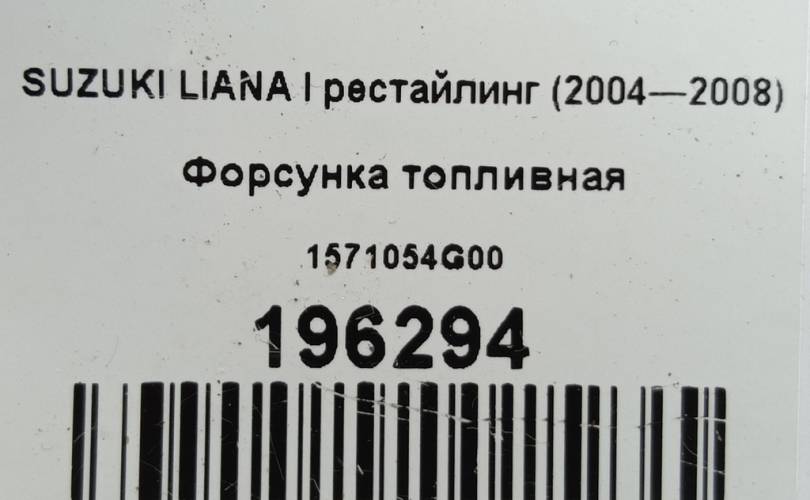 SUZUKI LIANA I рестайлинг (2004—2008)
Форсунка топливная
1571054G00
196294